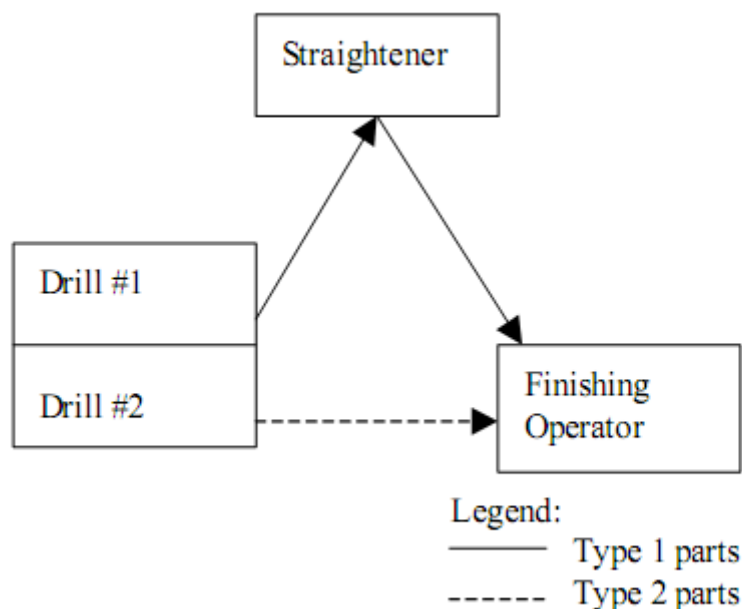 Straightener
Drill #1
Drill #2
Finishing
Operator
Legend:
Type 1 parts
Type 2 parts